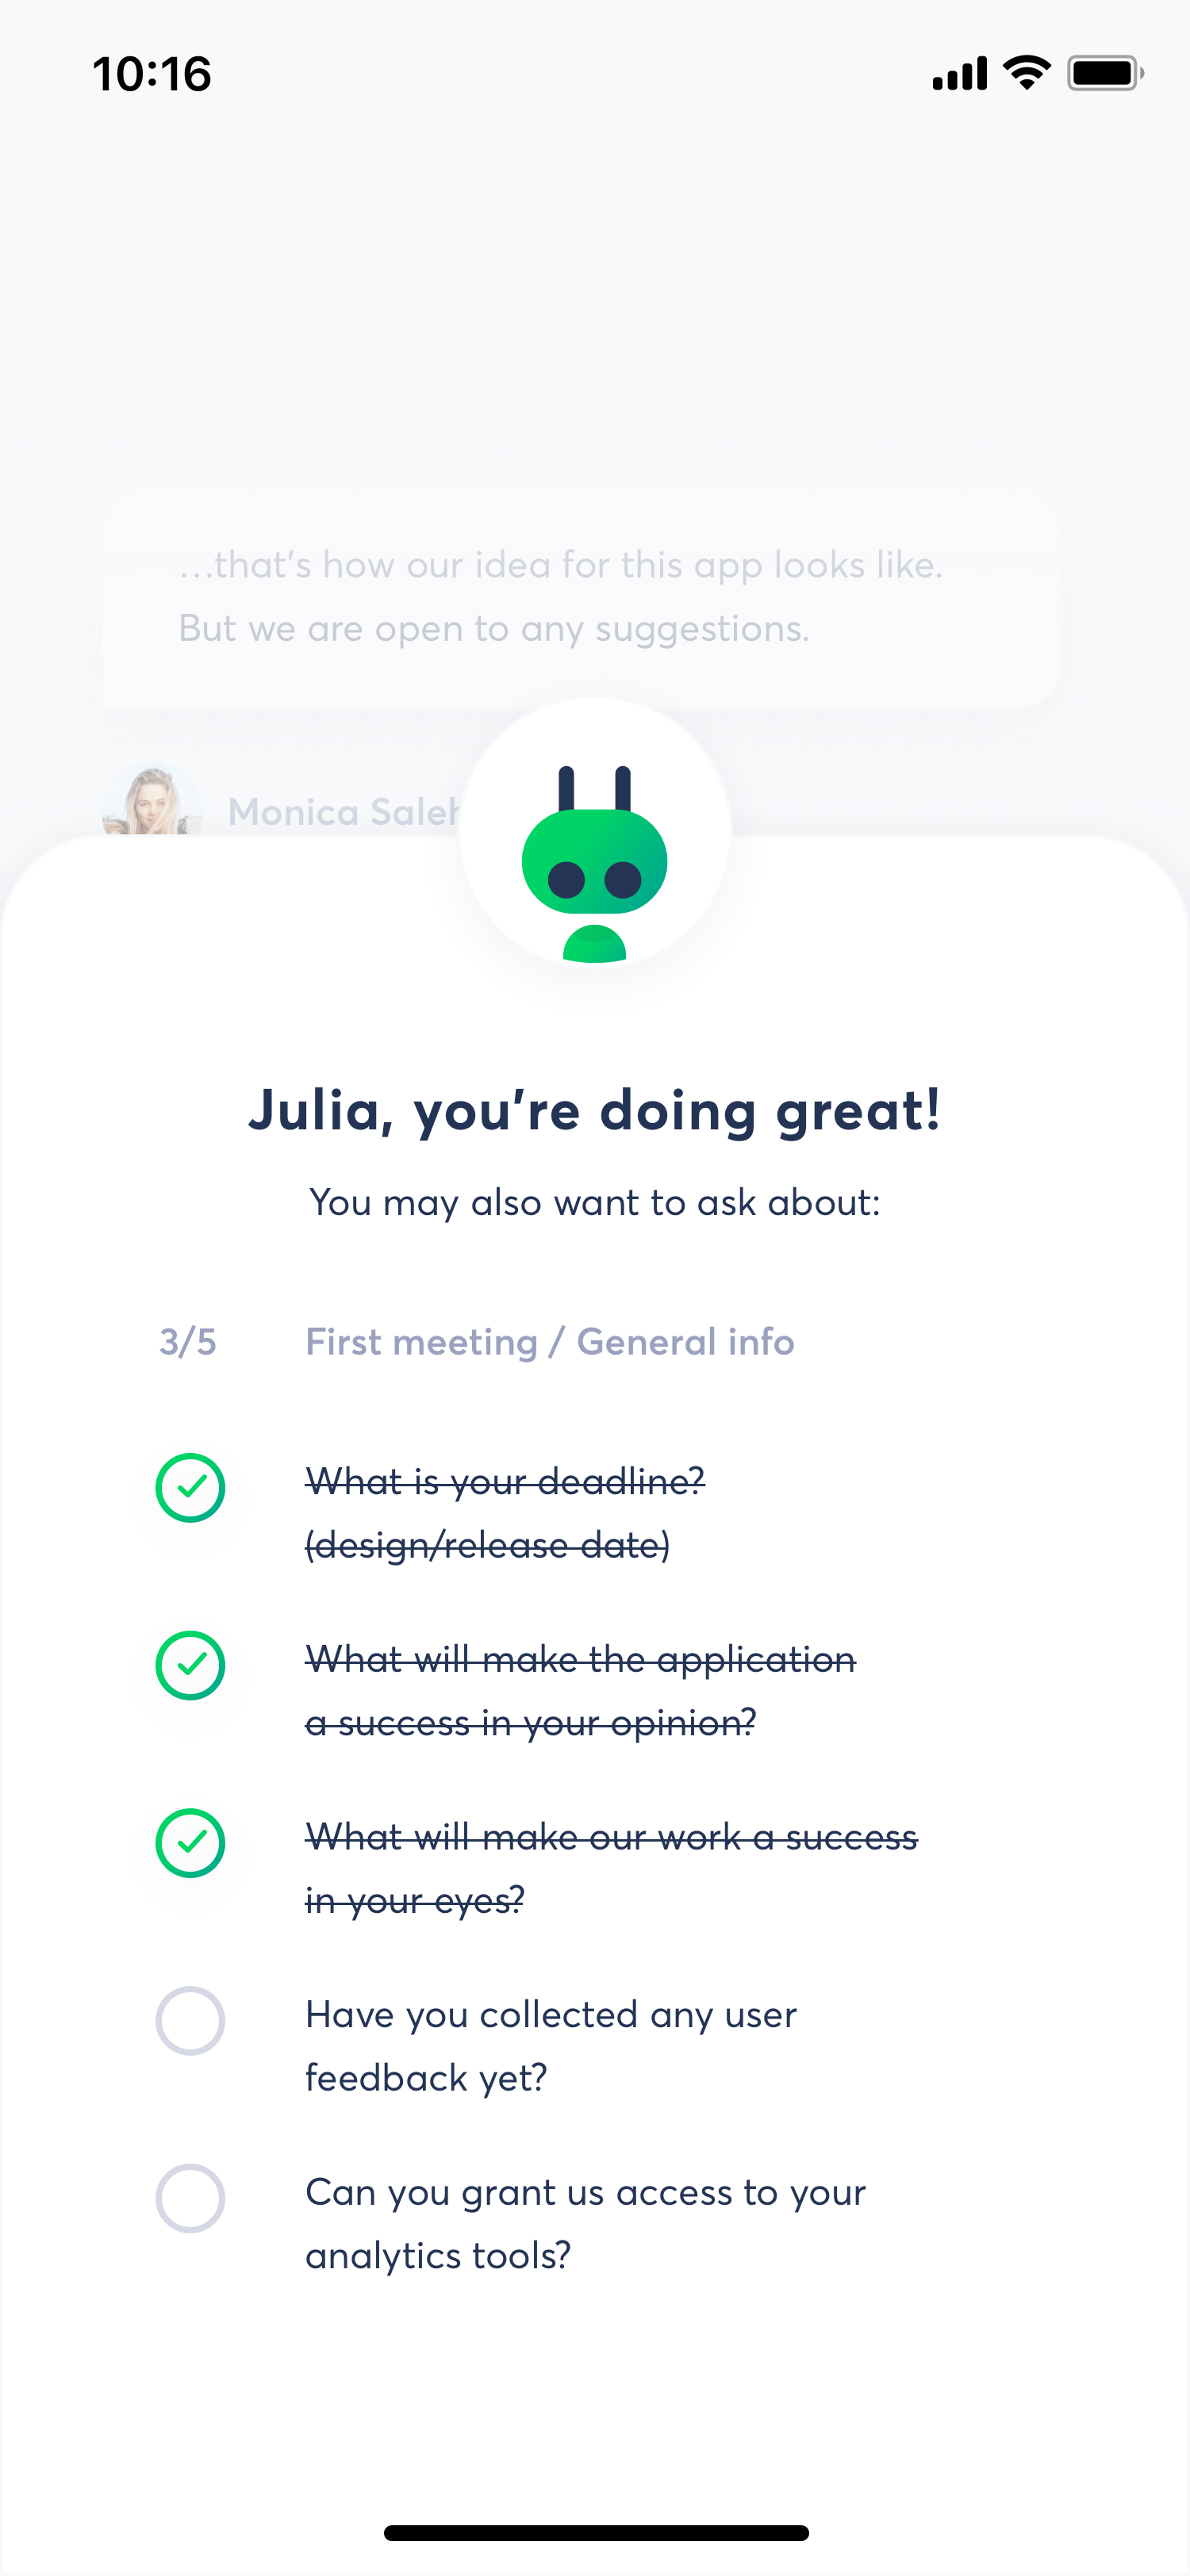 10:16
…that's how our idea for this app looks like.
But we are open to any suggestions.
Monica
Julia, you're doing great!
You may also want to ask about:
3/5 First meeting / General info
What is your deadline?
(design/release date)
What will make the application
a success in your opinion?
What will make our work a success
in your eyes?
Have you collected any user
feedback yet?
Can you grant us access to your
analytics tools?